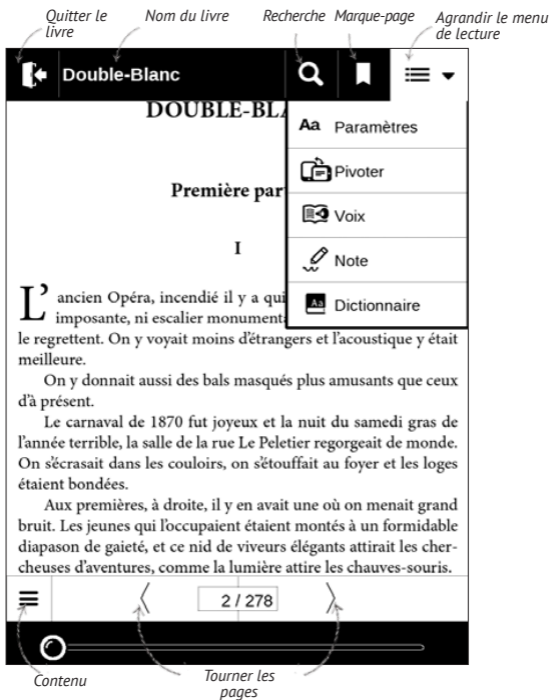 Quitter le
livre
Nom du livre
Recherche
Marque-page
Agrandir le menu
de lecture
Double-Blanc
DOUBLE-BLA
Aa Paramètres
Pivoter
Voix
Note
Aa Dictionnaire
Première par
I
L’ ancien Opéra, incendié il y a qui
imposante, ni escalier monumenta
le regrettent. On y voyait moins d’étrangers et l’acoustique y était
meilleure.
On y donnait aussi des bals masqués plus amusants que ceux
d’à présent.
Le carnaval de 1870 fut joyeux et la nuit du samedi gras de
l’année terrible, la salle de la rue Le Peletier regorgeait de monde.
On s’écrasait dans les couloirs, on s’étouffait au foyer et les loges
étaient bondées.
Aux premières, à droite, il y en avait une où on menait grand
bruit. Les jeunes qui l’occupaient étaient montés à un formidable
diapason de gaieté, et ce nid de viveurs élégants attirait les cher-
cheuses d’aventures, comme la lumière attire les chauves-souris.
2 / 278
Contenu
Tourner les
pages